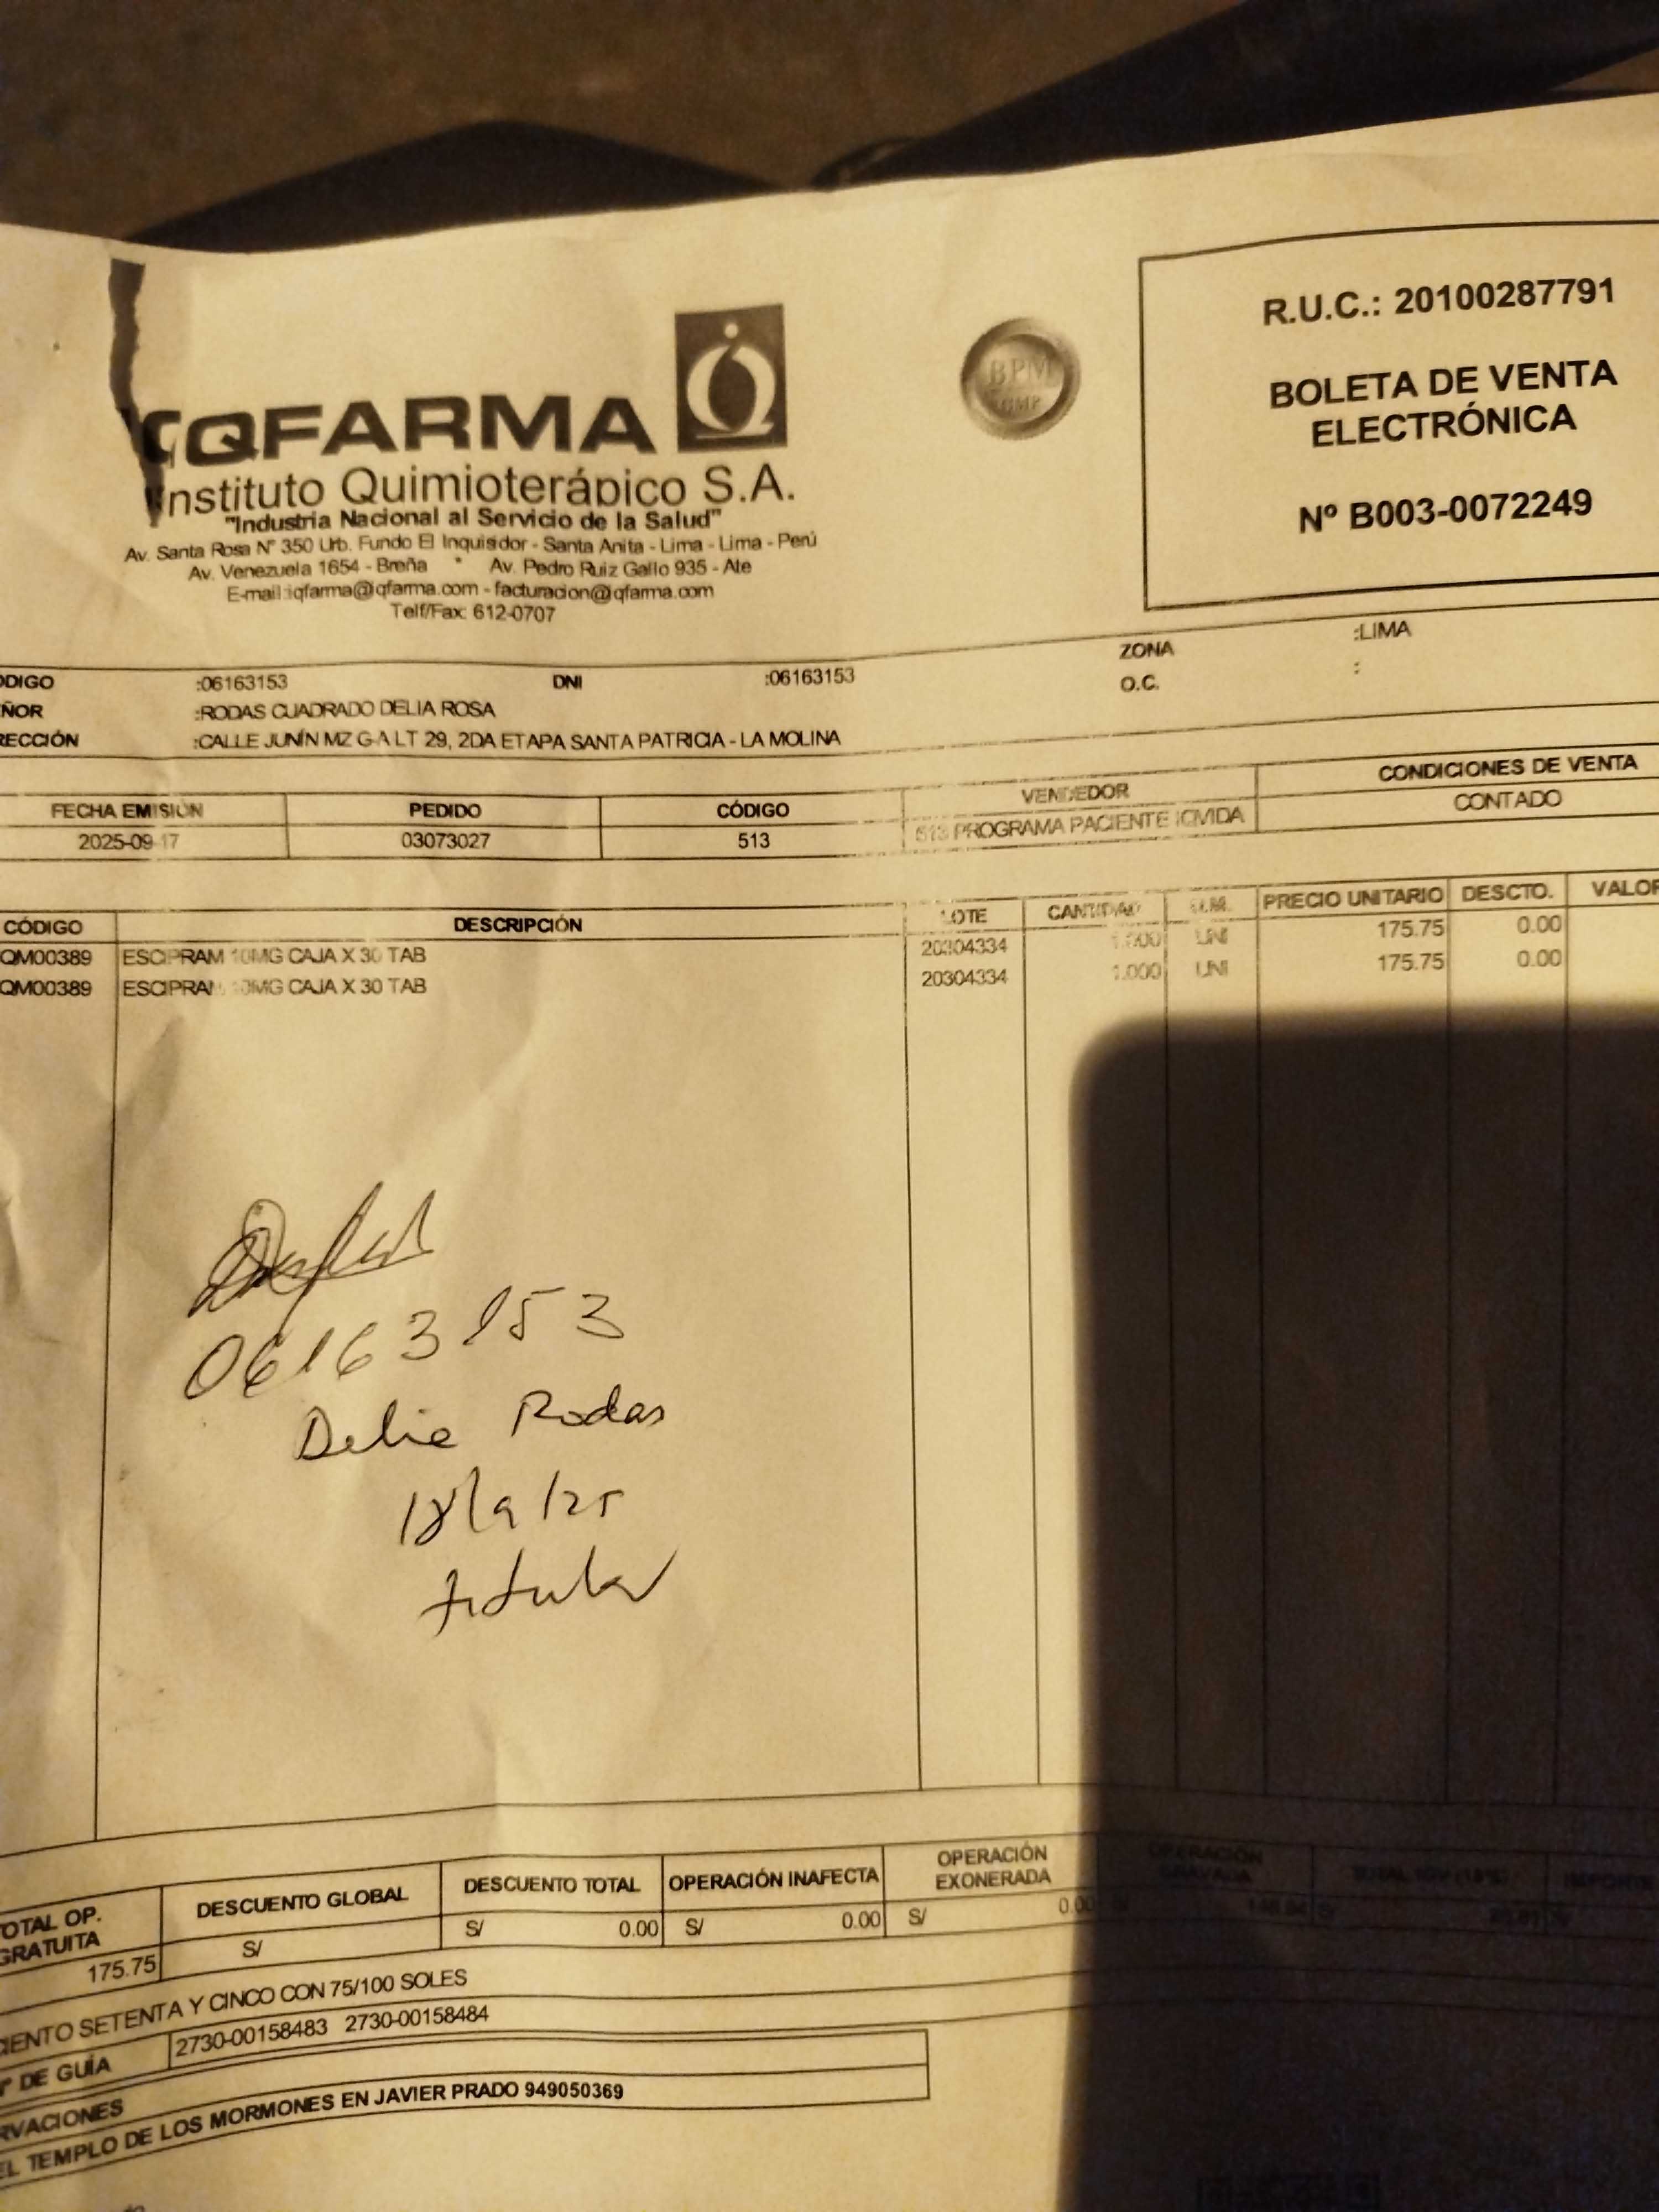 QFARMA
Instituto Quimioterápico S.A.
"Industria Nacional al Servicio de la Salud"
Av. Santa Rosa N° 350 Urb. Fundo El Inquisidor - Santa Anita - Lima - Lima - Perú
Av. Venezuela 1654 - Breña * Av. Pedro Ruiz Gallo 935 - Ate
E-mail:iqfarma@iqfarma.com - facturacion@iqfarma.com
Telf/Fax: 612-0707
BPM
GMP
R.U.C.: 20100287791
BOLETA DE VENTA
ELECTRÓNICA
Nº B003-0072249
ODIGO :06163153 DNI :06163153 ZONA :LIMA
ÑOR :RODAS CUADRADO DELIA ROSA O.C. :
RECCIÓN :CALLE JUNÍN MZ G-A LT 29, 2DA ETAPA SANTA PATRICIA - LA MOLINA
FECHA EMISIÓN PEDIDO CÓDIGO VENDEDOR CONDICIONES DE VENTA
2025-09-17 03073027 513 513 PROGRAMA PACIENTE CONTADO
CÓDIGO DESCRIPCIÓN LOTE CANTIDAD U.M. PRECIO UNITARIO DESCTO. VALOR
QM00389 ESCIPRAM 10MG CAJA X 30 TAB 20304334 1.000 UNI 175.75 0.00
QM00389 ESCIPRAM 10MG CAJA X 30 TAB 20304334 1.000 UNI 175.75 0.00
06163153
Delia Rodas
18/9/25
titular
OTAL OP. GRATUITA DESCUENTO GLOBAL DESCUENTO TOTAL OPERACIÓN INAFECTA OPERACIÓN EXONERADA OPERACIÓN GRAVADA TOTAL IGV (18%)
175.75 S/ S/ 0.00 S/ 0.00 S/ 0.00
CIENTO SETENTA Y CINCO CON 75/100 SOLES
DE GUÍA 2730-00158483 2730-00158484
RVACIONES
EL TEMPLO DE LOS MORMONES EN JAVIER PRADO 949050369